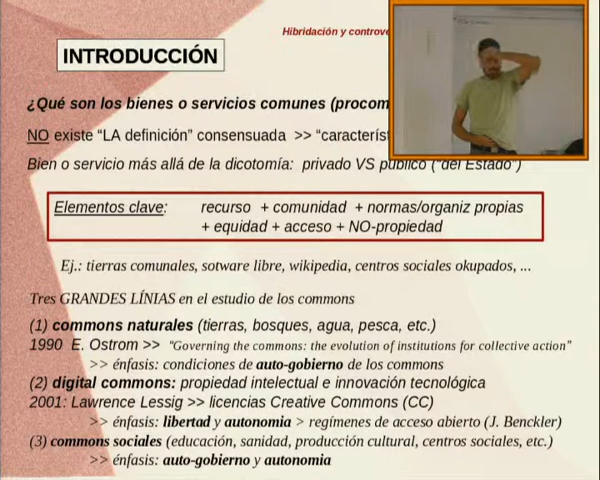 Hibridación y controve
INTRODUCCIÓN
¿Qué son los bienes o servicios comunes (procom
NO existe “LA definición” consensuada >> “caracterís
Bien o servicio más allá de la dicotomía: privado VS público (“del Estado”)
Elementos clave: recurso + comunidad + normas/organiz propias
+ equidad + acceso + NO-propiedad
Ej.: tierras comunales, sotware libre, wikipedia, centros sociales okupados, ...
Tres GRANDES LÍNIAS en el estudio de los commons
(1) commons naturales (tierras, bosques, agua, pesca, etc.)
1990 E. Ostrom >> “Governing the commons: the evolution of institutions for collective action”
>> énfasis: condiciones de auto-gobierno de los commons
(2) digital commons: propiedad intelectual e innovación tecnológica
2001: Lawrence Lessig >> licencias Creative Commons (CC)
>> énfasis: libertad y autonomia > regímenes de acceso abierto (J. Benckler)
(3) commons sociales (educación, sanidad, producción cultural, centros sociales, etc.)
>> énfasis: auto-gobierno y autonomia